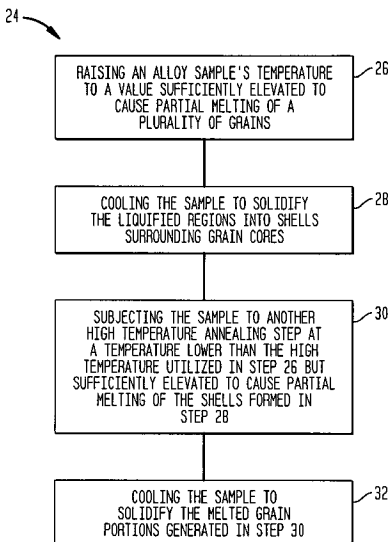 24
26
RAISING AN ALLOY SAMPLE'S TEMPERATURE
TO A VALUE SUFFICIENTLY ELEVATED TO
CAUSE PARTIAL MELTING OF A
PLURALITY OF GRAINS
28
COOLING THE SAMPLE TO SOLIDIFY
THE LIQUIFIED REGIONS INTO SHELLS
SURROUNDING GRAIN CORES
30
SUBJECTING THE SAMPLE TO ANOTHER
HIGH TEMPERATURE ANNEALING STEP AT
A TEMPERATURE LOWER THAN THE HIGH
TEMPERATURE UTILIZED IN STEP 26 BUT
SUFFICIENTLY ELEVATED TO CAUSE PARTIAL
MELTING OF THE SHELLS FORMED IN
STEP 28
32
COOLING THE SAMPLE TO
SOLIDIFY THE MELTED GRAIN
PORTIONS GENERATED IN STEP 30